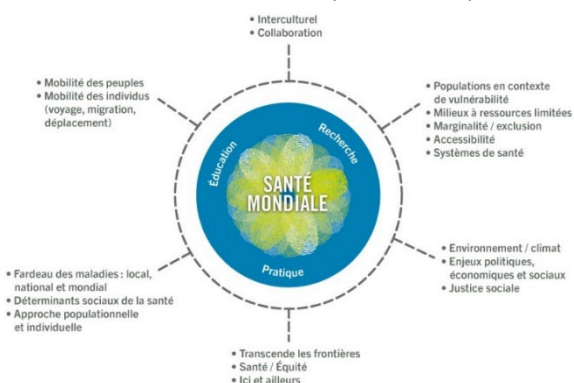 • Interculturel
• Collaboration
• Mobilité des peuples
• Mobilité des individus
(voyage, migration,
déplacement)
• Populations en contexte
de vulnérabilité
• Milieux à ressources limitées
• Marginalité / exclusion
• Accessibilité
• Systèmes de santé
Éducation
Recherche
SANTÉ
MONDIALE
Pratique
• Fardeau des maladies : local,
national et mondial
• Déterminants sociaux de la santé
• Approche populationnelle
et individuelle
• Environnement / climat
• Enjeux politiques,
économiques et sociaux
• Justice sociale
• Transcende les frontières
• Santé / Équité
• Ici et ailleurs